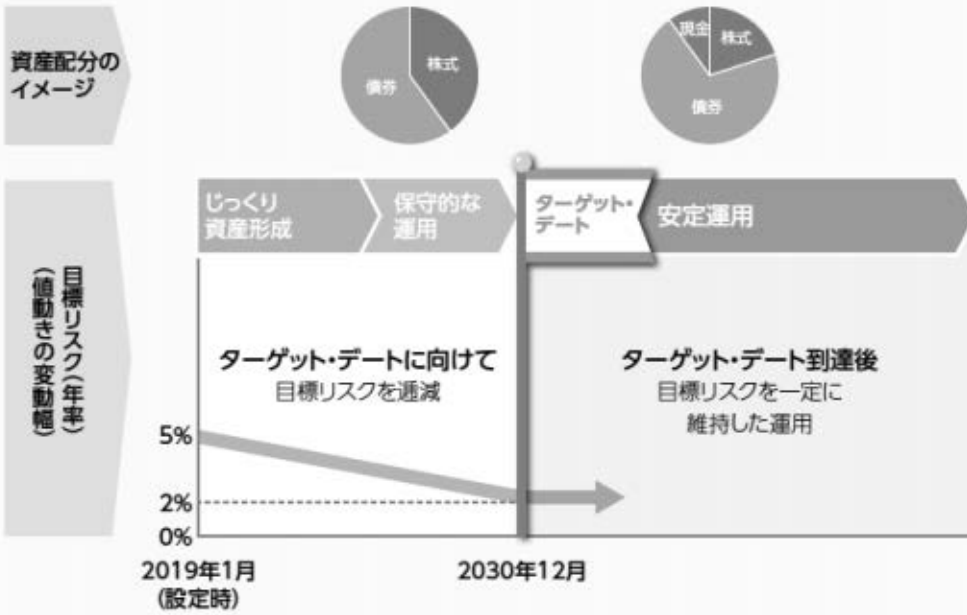 資産配分の
イメージ
債券
株式
現金
株式
債券
じっくり
資産形成
保守的な
運用
ターゲット・
デート
安定運用
目標リスク(年率)
(値動きの変動幅)
ターゲット・デートに向けて
目標リスクを逓減
ターゲット・デート到達後
目標リスクを一定に
維持した運用
5%
2%
0%
2019年1月
(設定時)
2030年12月